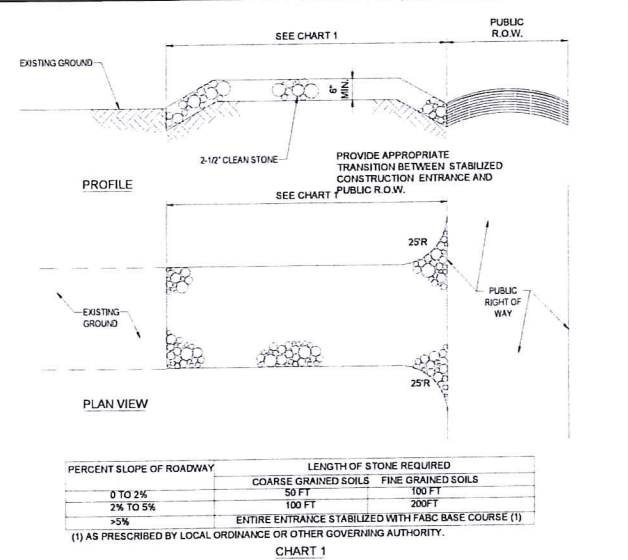 PUBLIC
R.O.W.
SEE CHART 1
EXISTING GROUND
6"
MIN.
2-1/2" CLEAN STONE
PROVIDE APPROPRIATE
TRANSITION BETWEEN STABILIZED
CONSTRUCTION ENTRANCE AND
PUBLIC R.O.W.
PROFILE
SEE CHART 1
25'R
PUBLIC
RIGHT OF
WAY
EXISTING
GROUND
25'R
PLAN VIEW
PERCENT SLOPE OF ROADWAY LENGTH OF STONE REQUIRED
COARSE GRAINED SOILS FINE GRAINED SOILS
0 TO 2% 50 FT 100 FT
2% TO 5% 100 FT 200FT
>5% ENTIRE ENTRANCE STABILIZED WITH FABC BASE COURSE (1)
(1) AS PRESCRIBED BY LOCAL ORDINANCE OR OTHER GOVERNING AUTHORITY.
CHART 1